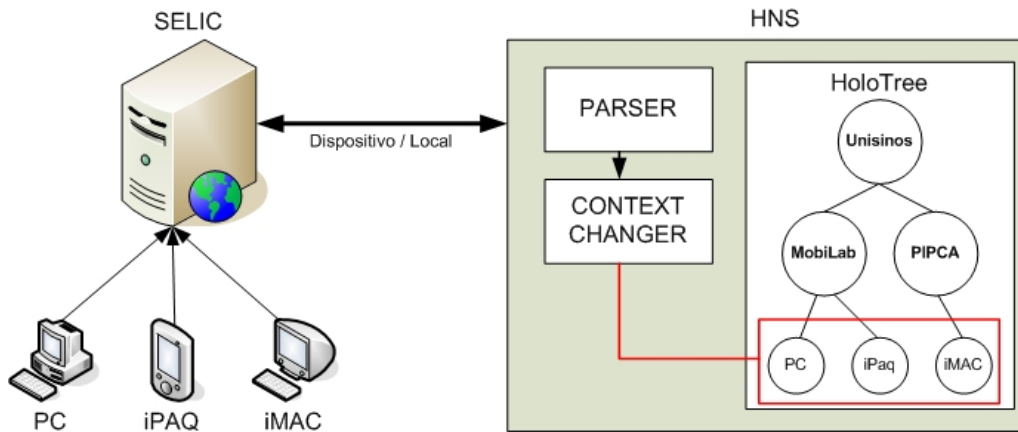 SELIC
HNS
Dispositivo / Local
PARSER
CONTEXT
CHANGER
HoloTree
Unisinos
MobiLab
PIPCA
PC
iPaq
iMAC
PC
iPAQ
iMAC